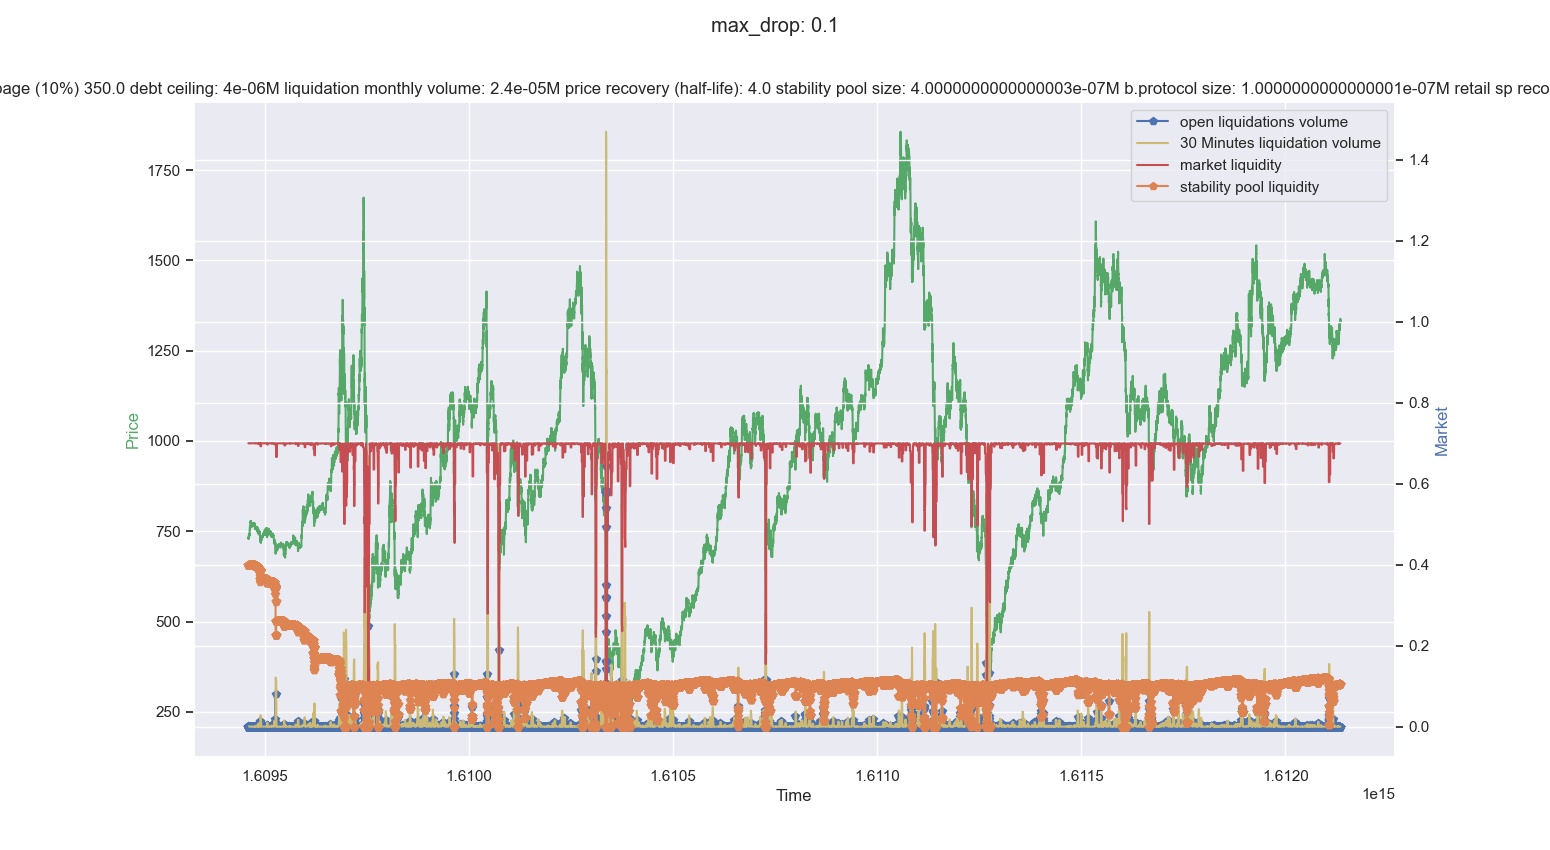 max_drop: 0.1
page (10%) 350.0 debt ceiling: 4e-06M liquidation monthly volume: 2.4e-05M price recovery (half-life): 4.0 stability pool size: 4.0000000000000003e-07M b.protocol size: 1.0000000000000001e-07M retail sp reco
open liquidations volume
30 Minutes liquidation volume
market liquidity
stability pool liquidity
1750
1500
1250
1000
750
500
250
Price
1.4
1.2
1.0
0.8
0.6
0.4
0.2
0.0
Market
1.6095 1.6100 1.6105 1.6110 1.6115 1.6120
Time
1e15